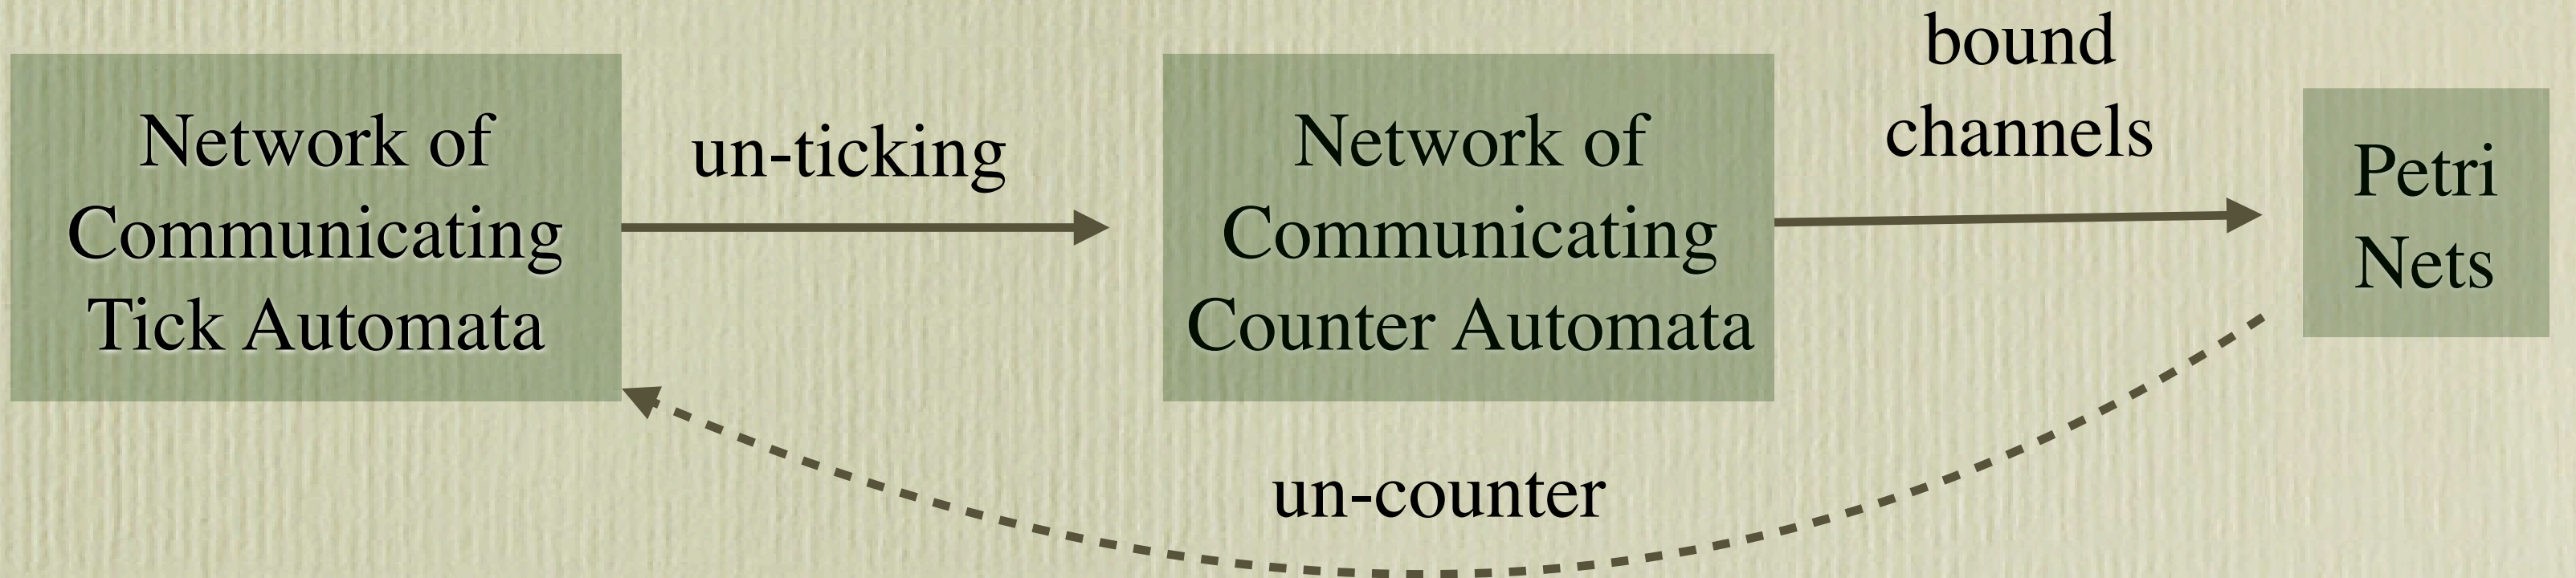 Network of
Communicating
Tick Automata
un-ticking
Network of
Communicating
Counter Automata
bound
channels
Petri
Nets
un-counter